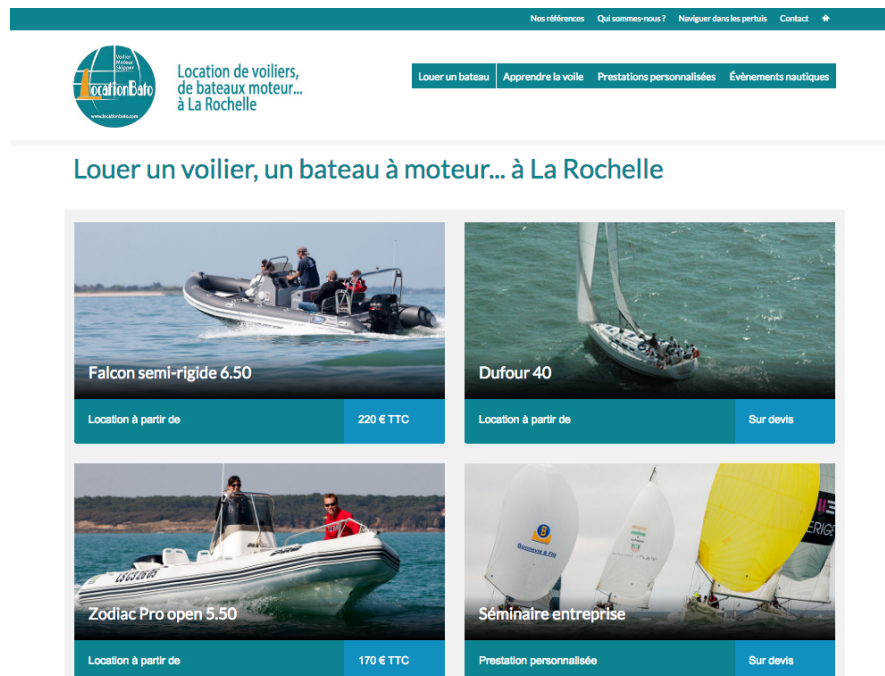 Nos références Qui sommes-nous ? Naviguer dans les pertuis Contact
Voilier
Moteur
Skipper
LocationBato
www.locationbato.com
Location de voiliers,
de bateaux moteur...
à La Rochelle
Louer un bateau Apprendre la voile Prestations personnalisées Évènements nautiques
Louer un voilier, un bateau à moteur... à La Rochelle
Falcon semi-rigide 6.50
Location à partir de 220 € TTC
Dufour 40
Location à partir de Sur devis
Zodiac Pro open 5.50
Location à partir de 170 € TTC
Bonnevie & Fils
ERIGE
Séminaire entreprise
Prestation personnalisée Sur devis